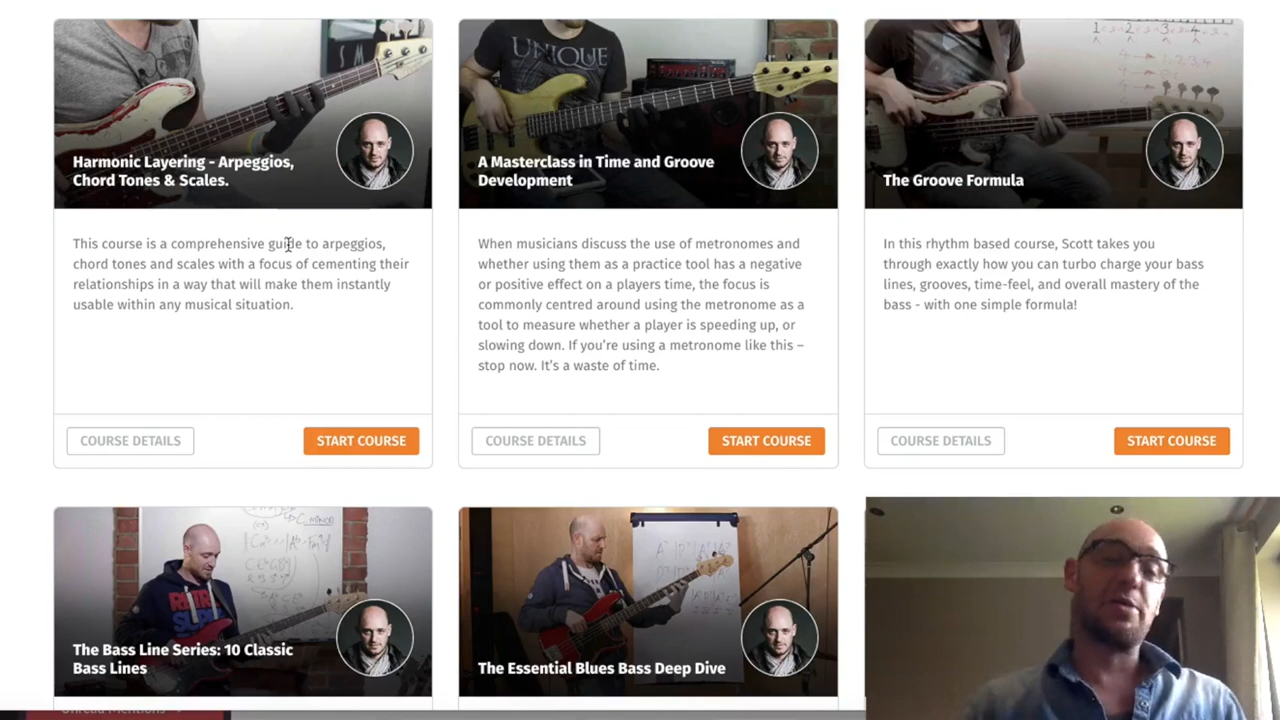 S M
Harmonic Layering - Arpeggios,
Chord Tones & Scales.
This course is a comprehensive guide to arpeggios,
chord tones and scales with a focus of cementing their
relationships in a way that will make them instantly
usable within any musical situation.
COURSE DETAILS
START COURSE
UNIQUE
A Masterclass in Time and Groove
Development
When musicians discuss the use of metronomes and
whether using them as a practice tool has a negative
or positive effect on a players time, the focus is
commonly centred around using the metronome as a
tool to measure whether a player is speeding up, or
slowing down. If you're using a metronome like this –
stop now. It's a waste of time.
COURSE DETAILS
START COURSE
The Groove Formula
In this rhythm based course, Scott takes you
through exactly how you can turbo charge your bass
lines, grooves, time-feel, and overall mastery of the
bass - with one simple formula!
COURSE DETAILS
START COURSE
The Bass Line Series: 10 Classic
Bass Lines
The Essential Blues Bass Deep Dive
Unread Mentions